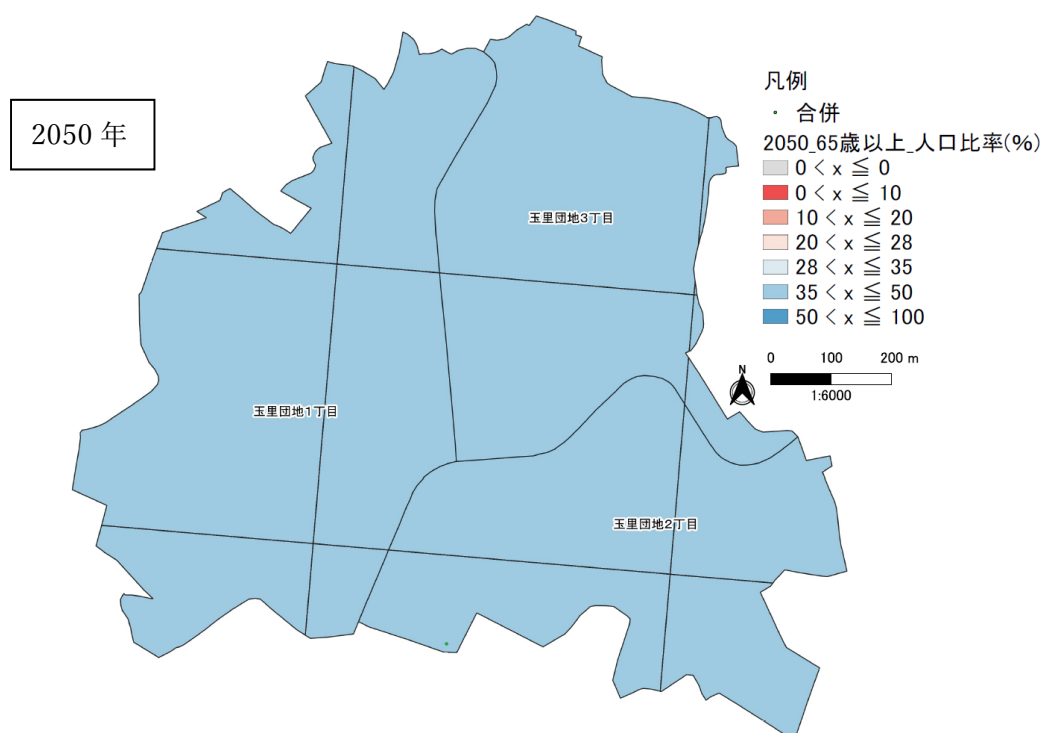 2050 年
凡例
合併
2050_65歳以上_人口比率(%)
0 < x ≦ 0
0 < x ≦ 10
10 < x ≦ 20
20 < x ≦ 28
28 < x ≦ 35
35 < x ≦ 50
50 < x ≦ 100
0 100 200 m
N
1:6000
玉里団地3丁目
玉里団地1丁目
玉里団地2丁目